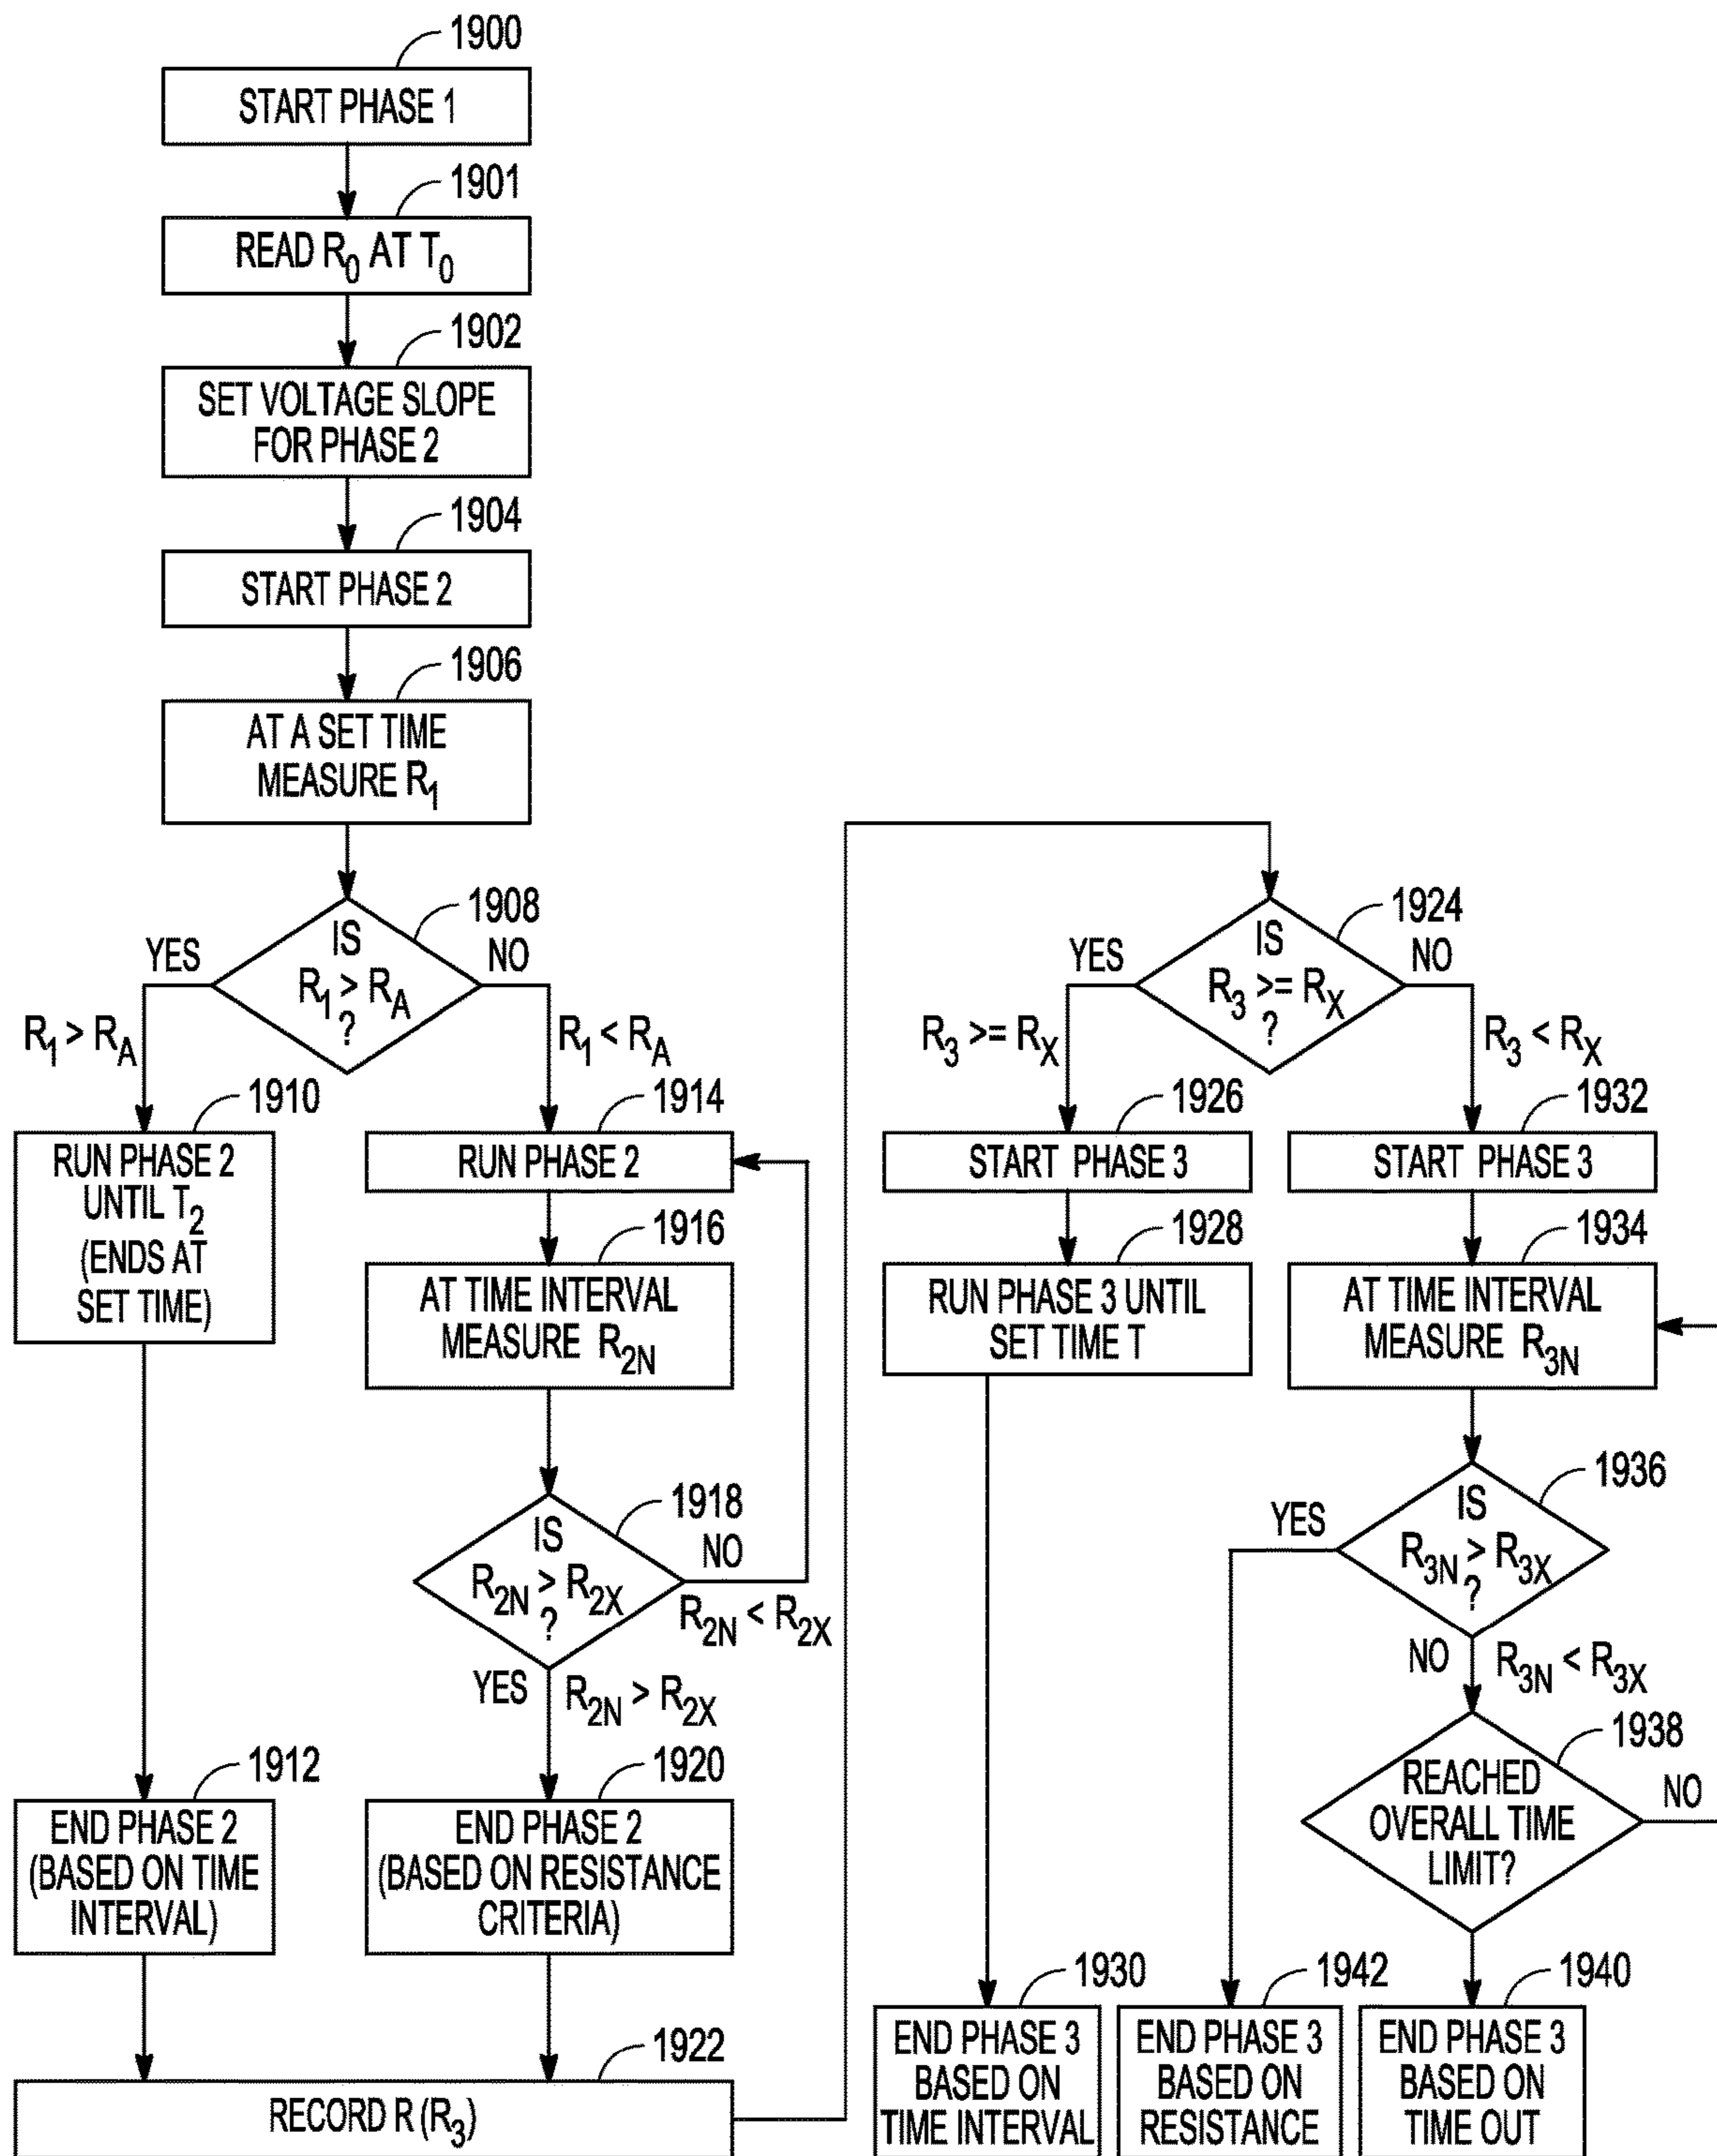 1900
START PHASE 1
1901
READ R0 AT T0
1902
SET VOLTAGE SLOPE
FOR PHASE 2
1904
START PHASE 2
1906
AT A SET TIME
MEASURE R1
1908
YES
IS
R1 > RA
?
NO
R1 > RA
R1 < RA
1910
RUN PHASE 2
UNTIL T2
(ENDS AT
SET TIME)
1914
RUN PHASE 2
1916
AT TIME INTERVAL
MEASURE R2N
1918
IS
R2N > R2X
?
NO
R2N < R2X
YES
R2N > R2X
1912
END PHASE 2
(BASED ON TIME
INTERVAL)
1920
END PHASE 2
(BASED ON RESISTANCE
CRITERIA)
1922
RECORD R (R3)
1924
YES
IS
R3 >= RX
?
NO
R3 >= RX
R3 < RX
1926
START PHASE 3
1928
RUN PHASE 3 UNTIL
SET TIME T
1932
START PHASE 3
1934
AT TIME INTERVAL
MEASURE R3N
1936
YES
IS
R3N > R3X
?
NO
R3N < R3X
1938
REACHED
OVERALL TIME
LIMIT?
NO
1930
END PHASE 3
BASED ON
TIME INTERVAL
1942
END PHASE 3
BASED ON
RESISTANCE
1940
END PHASE 3
BASED ON
TIME OUT